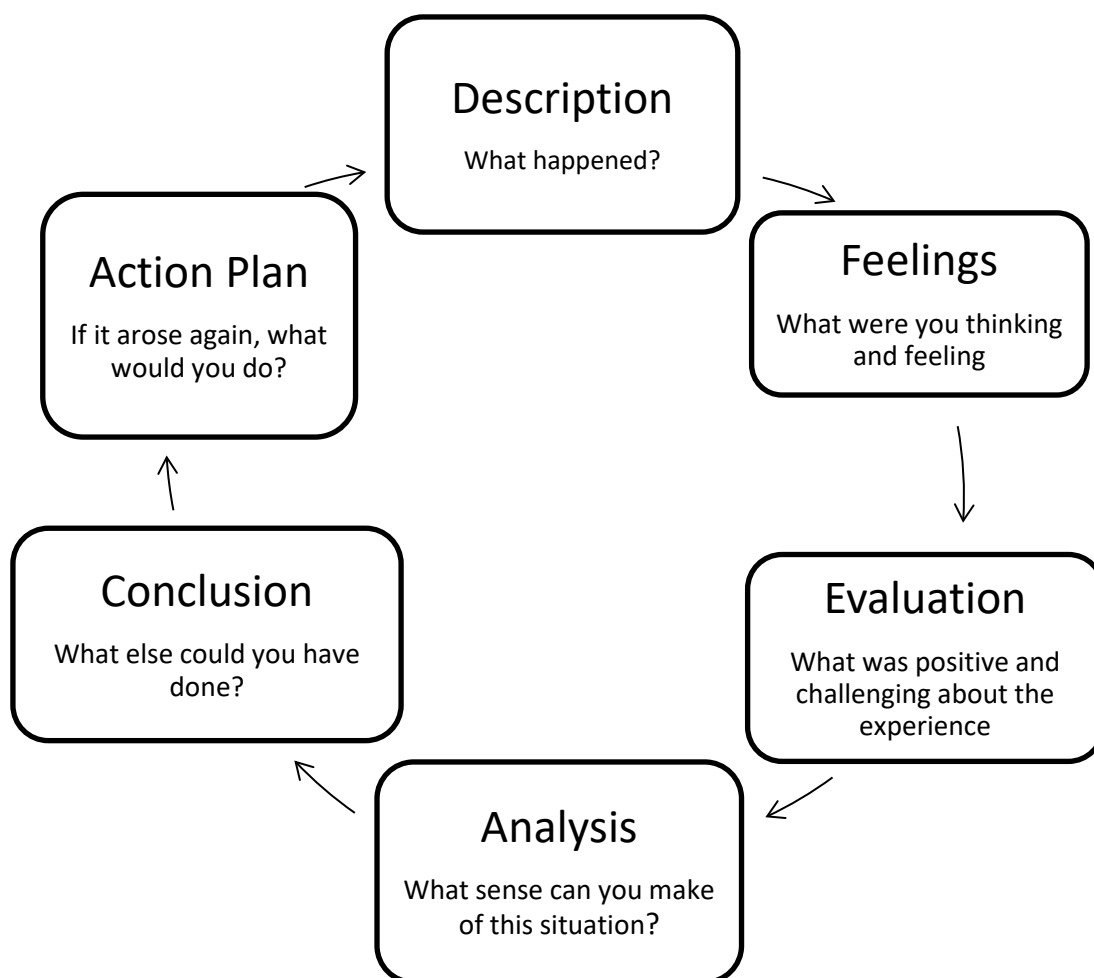 Description
What happened?
Feelings
What were you thinking
and feeling
Evaluation
What was positive and
challenging about the
experience
Analysis
What sense can you make
of this situation?
Conclusion
What else could you have
done?
Action Plan
If it arose again, what
would you do?